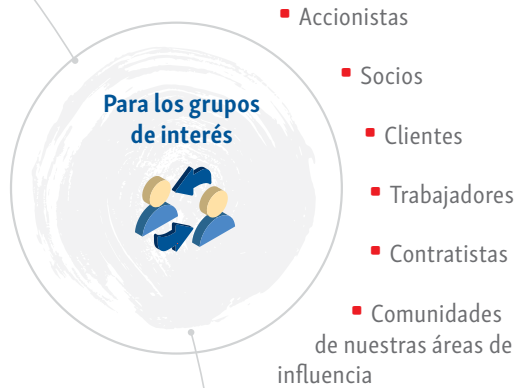 Accionistas
Socios
Para los grupos
de interés
Clientes
Trabajadores
Contratistas
Comunidades
de nuestras áreas de
influencia